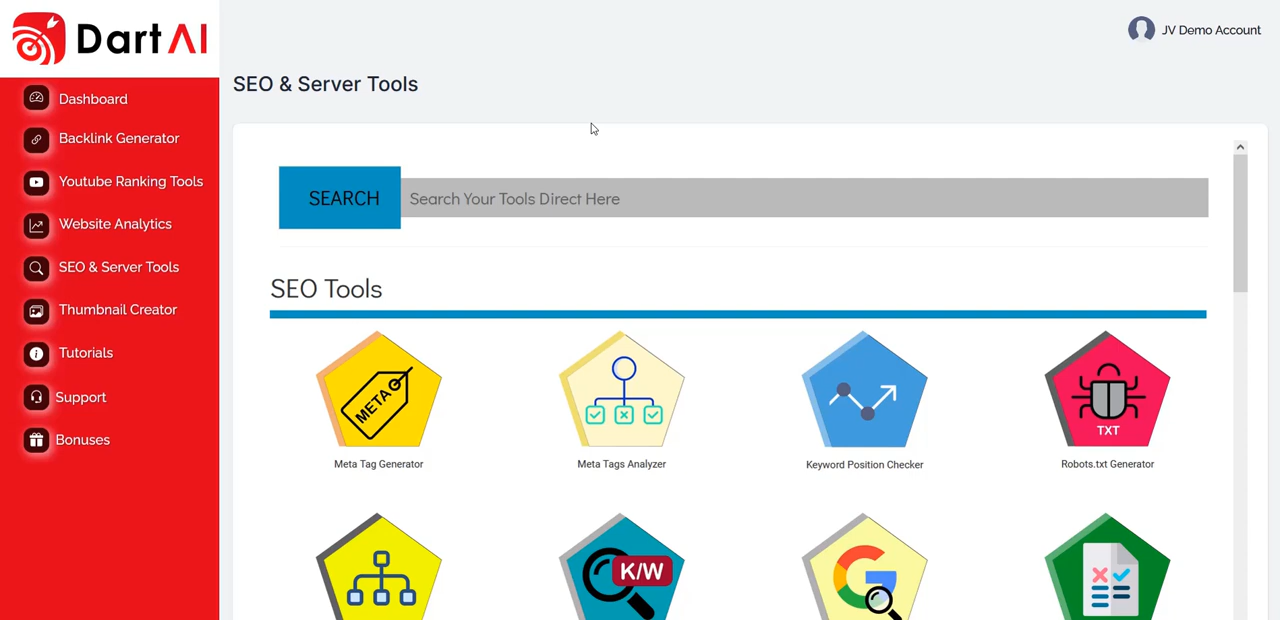 Dart AI
JV Demo Account
SEO & Server Tools
Dashboard
Backlink Generator
Youtube Ranking Tools
Website Analytics
SEO & Server Tools
Thumbnail Creator
Tutorials
Support
Bonuses
SEARCH
Search Your Tools Direct Here
SEO Tools
META
TXT
Meta Tag Generator
Meta Tags Analyzer
Keyword Position Checker
Robots.txt Generator
K/W